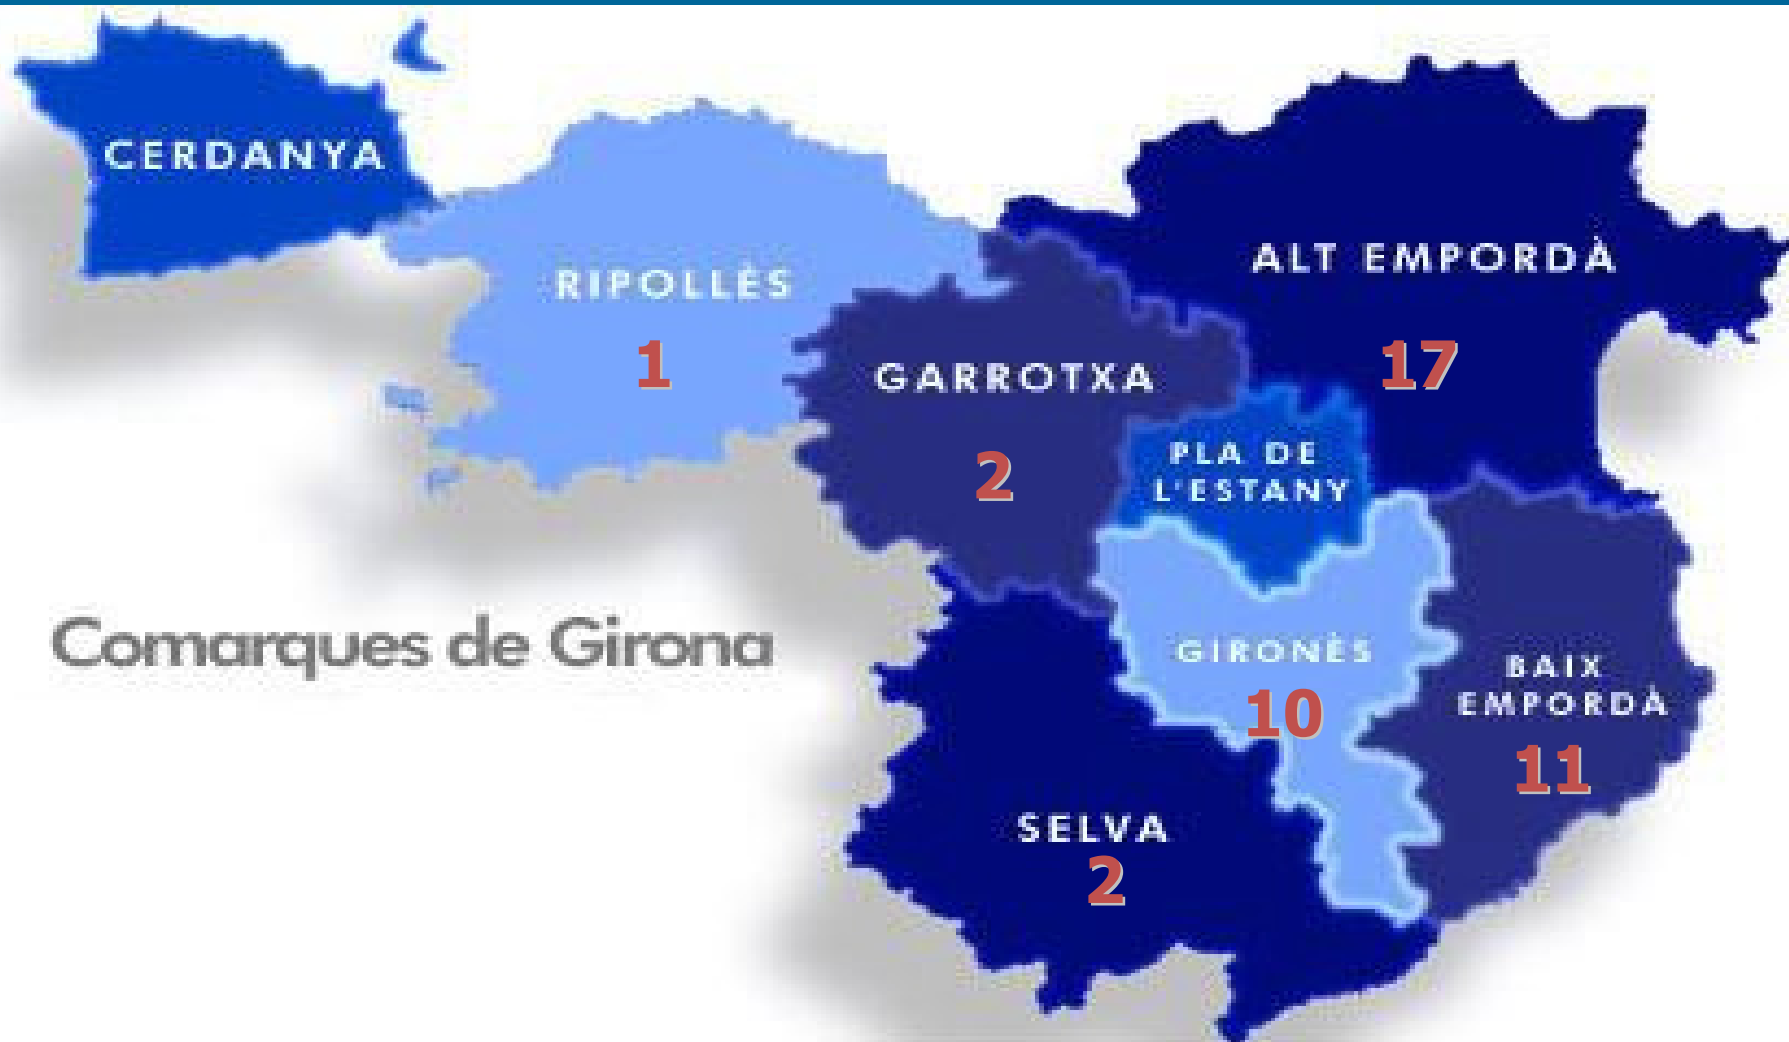 CERDANYA
RIPOLLÈS
1
ALT EMPORDÀ
17
GARROTXA
2
PLA DE
L'ESTANY
Comarques de Girona
GIRONÈS
10
BAIX
EMPORDÀ
11
SELVA
2